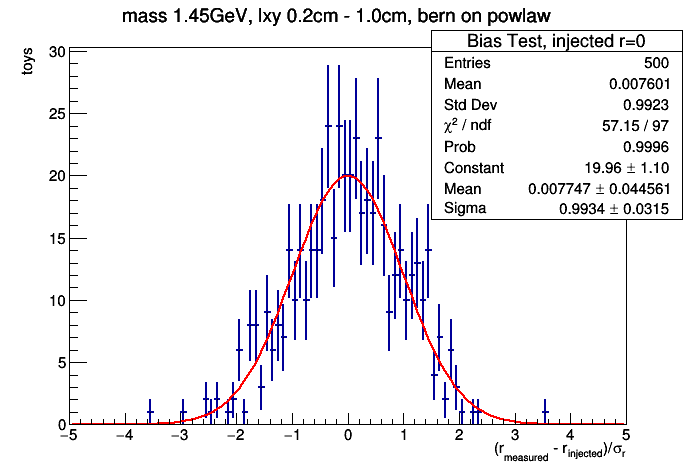 mass 1.45GeV, lxy 0.2cm - 1.0cm, bern on powlaw
Bias Test, injected r=0
Entries 500
Mean 0.007601
Std Dev 0.9923
χ² / ndf 57.15 / 97
Prob 0.9996
Constant 19.96 ± 1.10
Mean 0.007747 ± 0.044561
Sigma 0.9934 ± 0.0315
toys
30
25
20
15
10
5
0
−5 −4 −3 −2 −1 0 1 2 3 4 5
(r_measured - r_injected)/σ_r